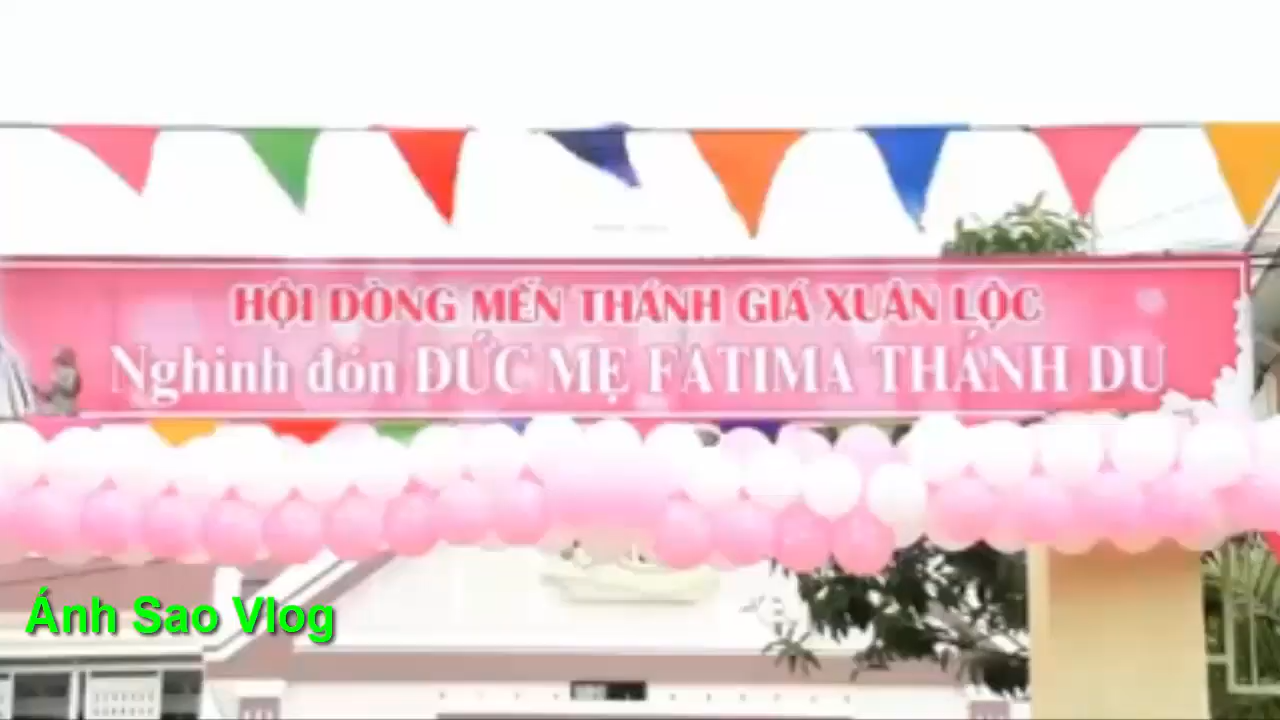 HỘI DÒNG MẾN THÁNH GIÁ XUÂN LỘC
Nghinh đón ĐỨC MẸ FATIMA THÁNH DU
Ánh Sao Vlog